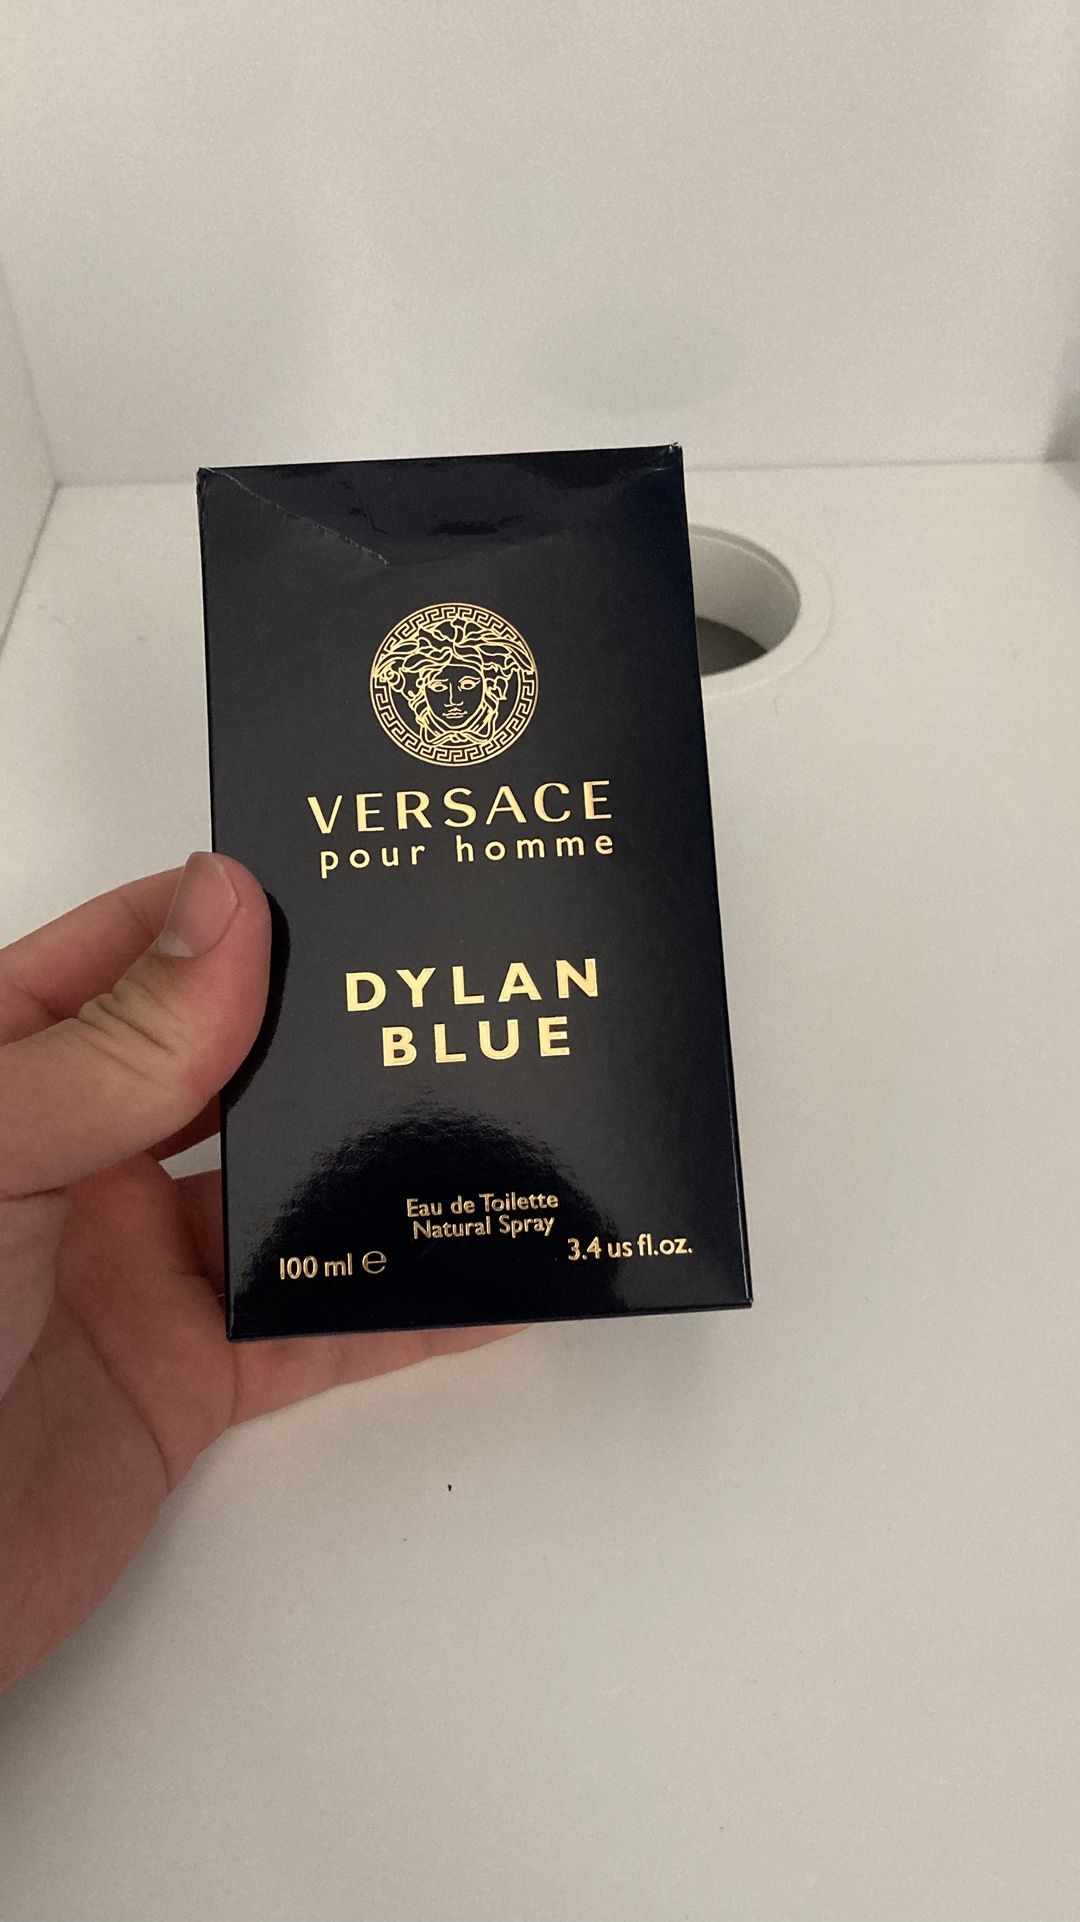 VERSACE
pour homme
DYLAN
BLUE
Eau de Toilette
Natural Spray
100 ml ℮
3.4 us fl.oz.